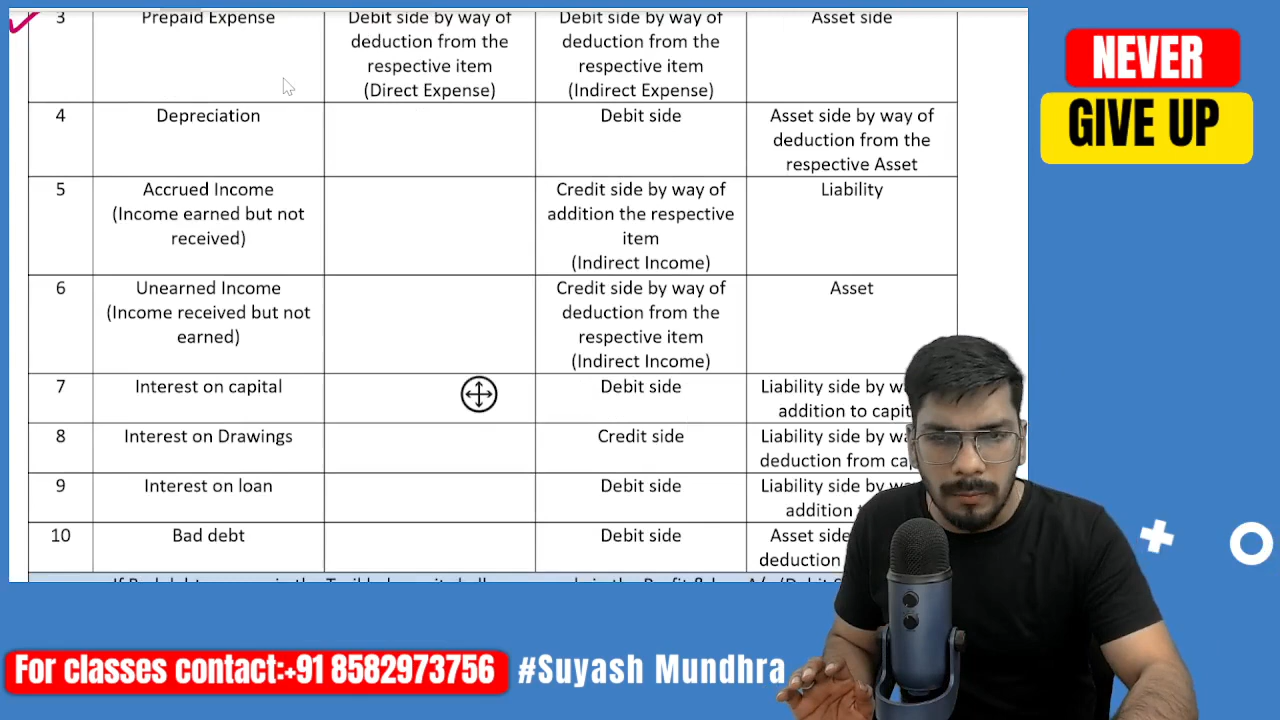 3 Prepaid Expense Debit side by way of Debit side by way of Asset side
deduction from the deduction from the
respective item respective item
(Direct Expense) (Indirect Expense)
4 Depreciation Debit side Asset side by way of
deduction from the
respective Asset
5 Accrued Income Credit side by way of Liability
(Income earned but not addition the respective
received) item
(Indirect Income)
6 Unearned Income Credit side by way of Asset
(Income received but not deduction from the
earned) respective item
(Indirect Income)
7 Interest on capital Debit side Liability side by
addition to
8 Interest on Drawings Credit side Liability side by
deduction from
9 Interest on loan Debit side Liability side by
addition
10 Bad debt Debit side Asset side
deduction
NEVER
GIVE UP
For classes contact:+91 8582973756 #Suyash Mundhra